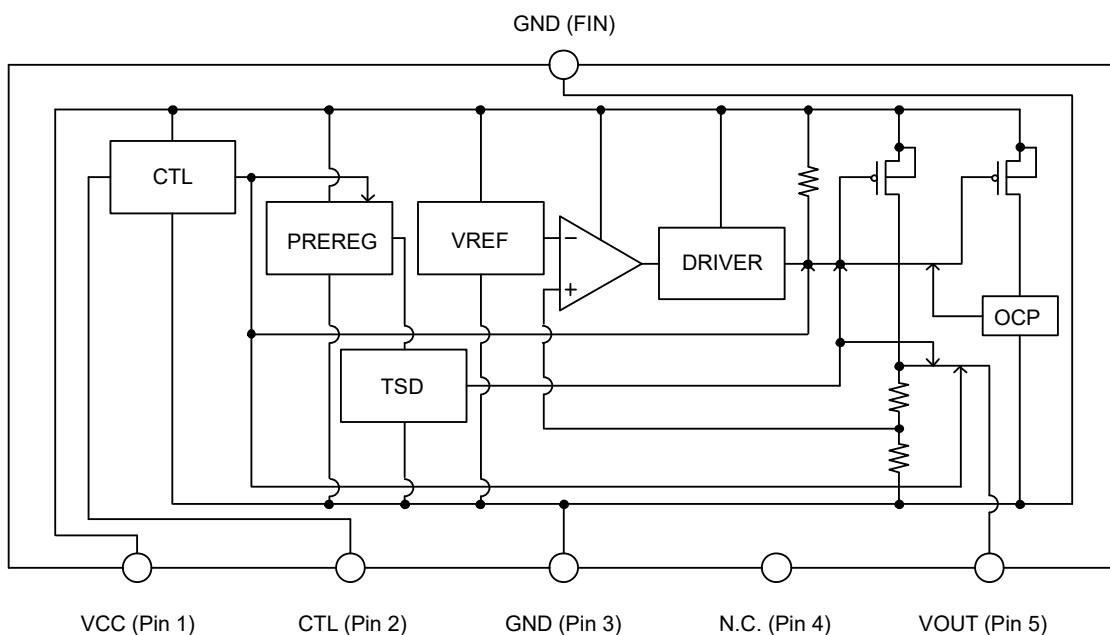 GND (FIN)
CTL
PREREG
VREF
−
+
DRIVER
OCP
TSD
VCC (Pin 1)
CTL (Pin 2)
GND (Pin 3)
N.C. (Pin 4)
VOUT (Pin 5)